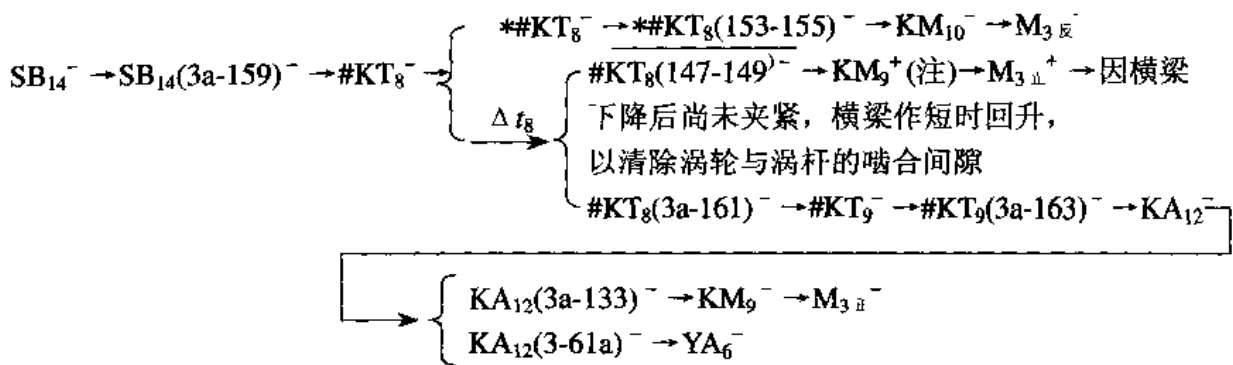 *#KT₈⁻→*#KT₈(153-155)⁻→KM₁₀⁻→M₃反⁻
SB₁₄⁻→SB₁₄(3a-159)⁻→#KT₈⁻→
Δt₈
#KT₈(147-149)⁻→KM₉⁺(注)→M₃正⁺→因横梁
下降后尚未夹紧，横梁作短时回升，
以清除涡轮与涡杆的啮合间隙
#KT₈(3a-161)⁻→#KT₉⁻→#KT₉(3a-163)⁻→KA₁₂⁻
KA₁₂(3a-133)⁻→KM₉⁻→M₃正⁻
KA₁₂(3-61a)⁻→YA₆⁻